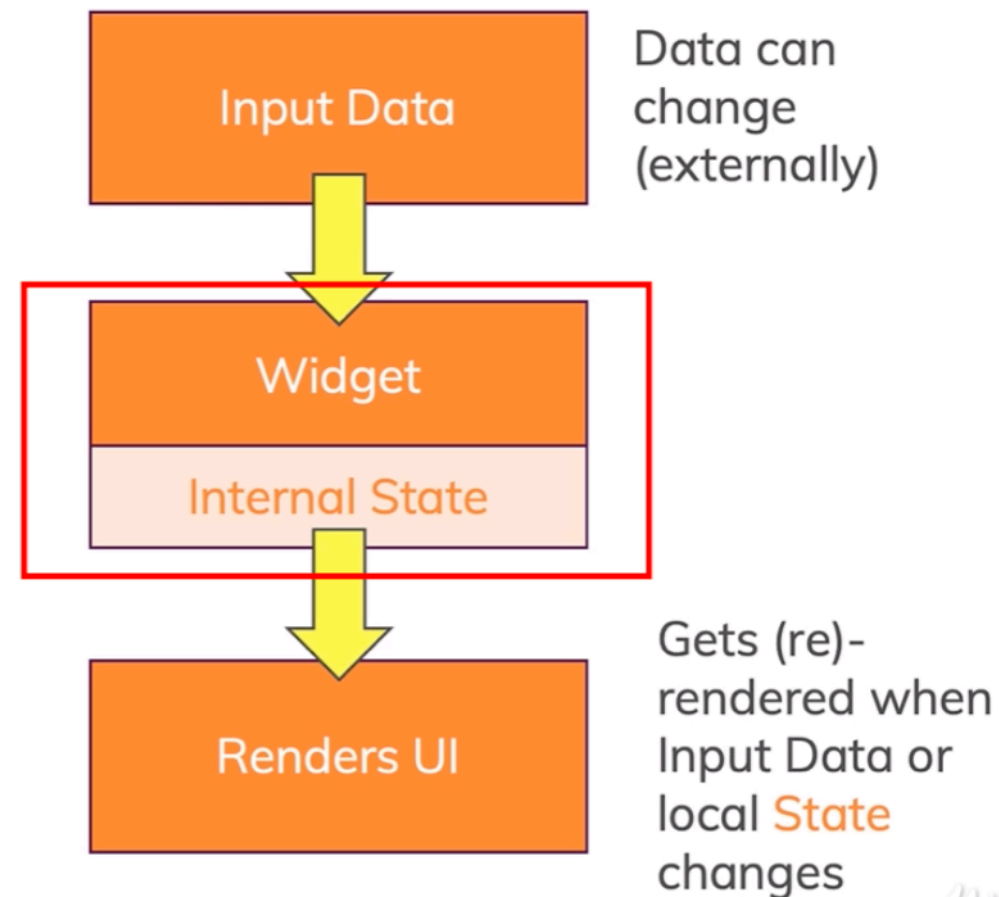 Input Data
Data can
change
(externally)
Widget
Internal State
Renders UI
Gets (re)-
rendered when
Input Data or
local State
changes